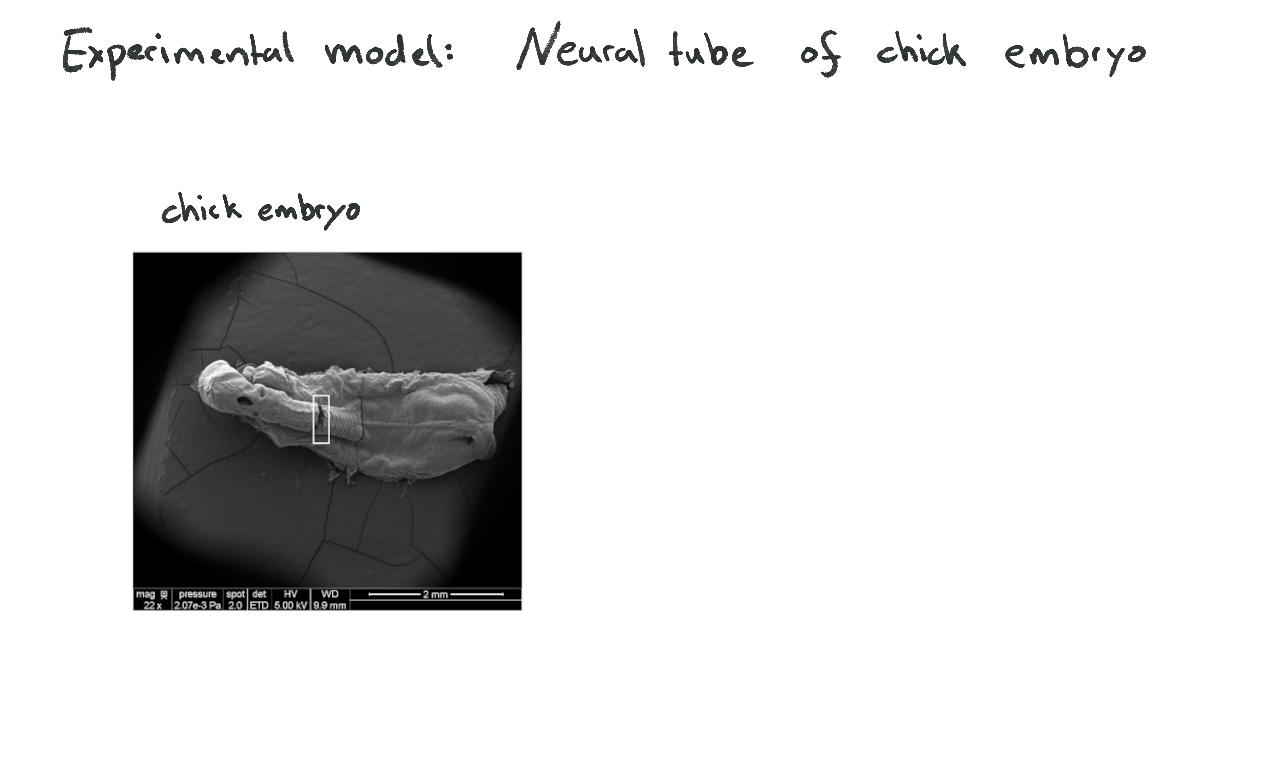 Experimental model: Neural tube of chick embryo
chick embryo
mag pressure spot det HV WD 2 mm
22 x 2.07e-3 Pa 2.0 ETD 5.00 kV 9.9 mm